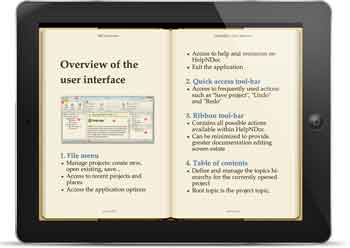 Overview of the
user interface
1. File menu
• Manage projects: create new,
open existing, save...
• Access to recent projects and
places
• Access the application options
• Access to help and resources on
HelpNDoc
• Exit the application
2. Quick access tool-bar
• Access to frequently used actions
such as "Save project", "Undo"
and "Redo"
3. Ribbon tool-bar
• Contains all possible actions
available within HelpNDoc
• Can be minimized to provide
greater documentation editing
screen estate
4. Table of contents
• Define and manage the topics hi-
erarchy for the currently opened
project
• Root topic is the project topic,